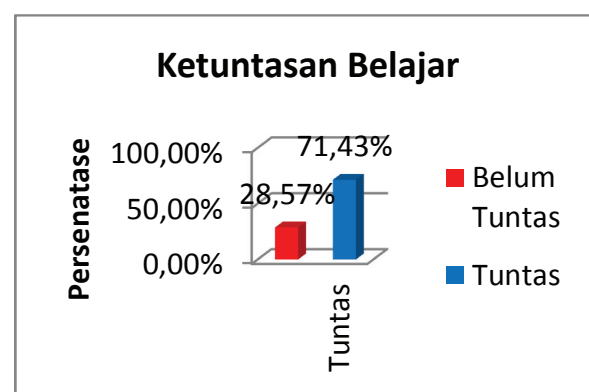 Ketuntasan Belajar
Persenatase
100,00%
50,00%
0,00%
28,57%
71,43%
Tuntas
Belum
Tuntas
Tuntas